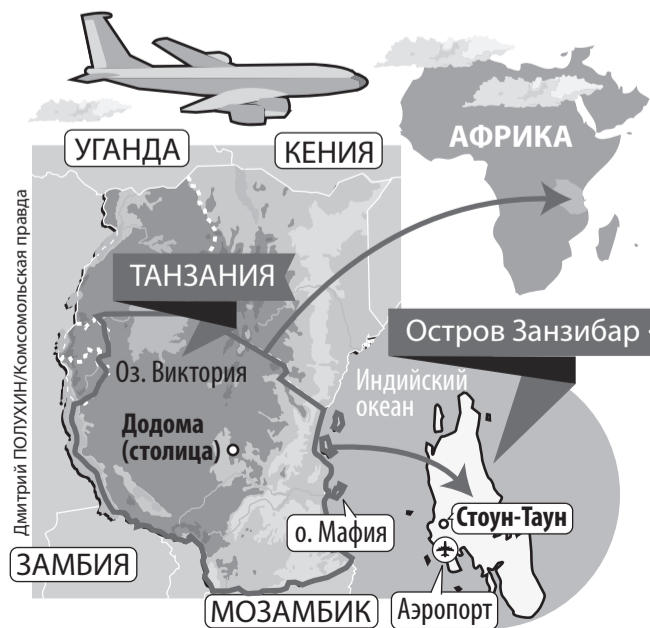 УГАНДА
КЕНИЯ
АФРИКА
Дмитрий ПОЛУХИН/Комсомольская правда
ТАНЗАНИЯ
Остров Занзибар
Оз. Виктория
Индийский
океан
Додома
(столица)
Стоун-Таун
о. Мафия
ЗАМБИЯ
МОЗАМБИК
Аэропорт